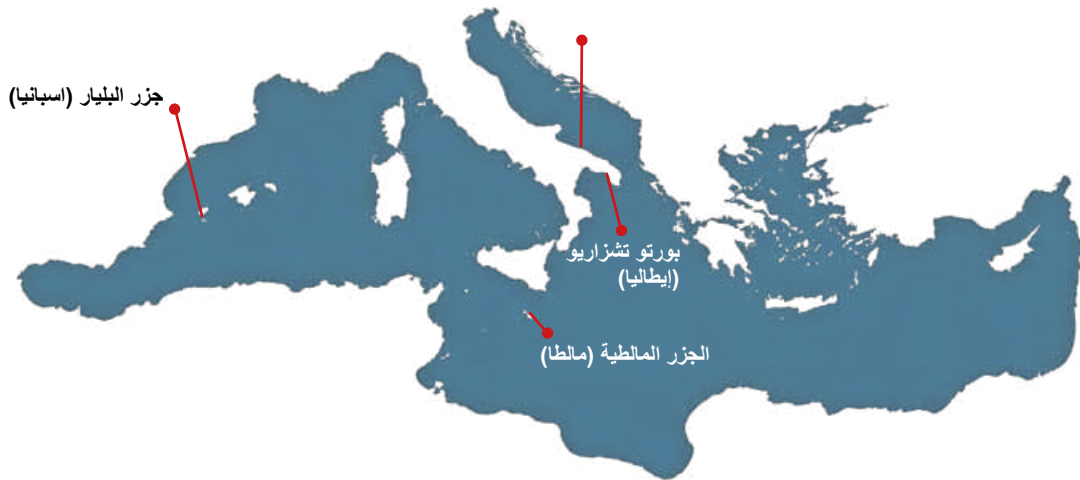 جزر البليار (اسبانيا)
بورتو تشزاريو
(إيطاليا)
الجزر المالطية (مالطا)